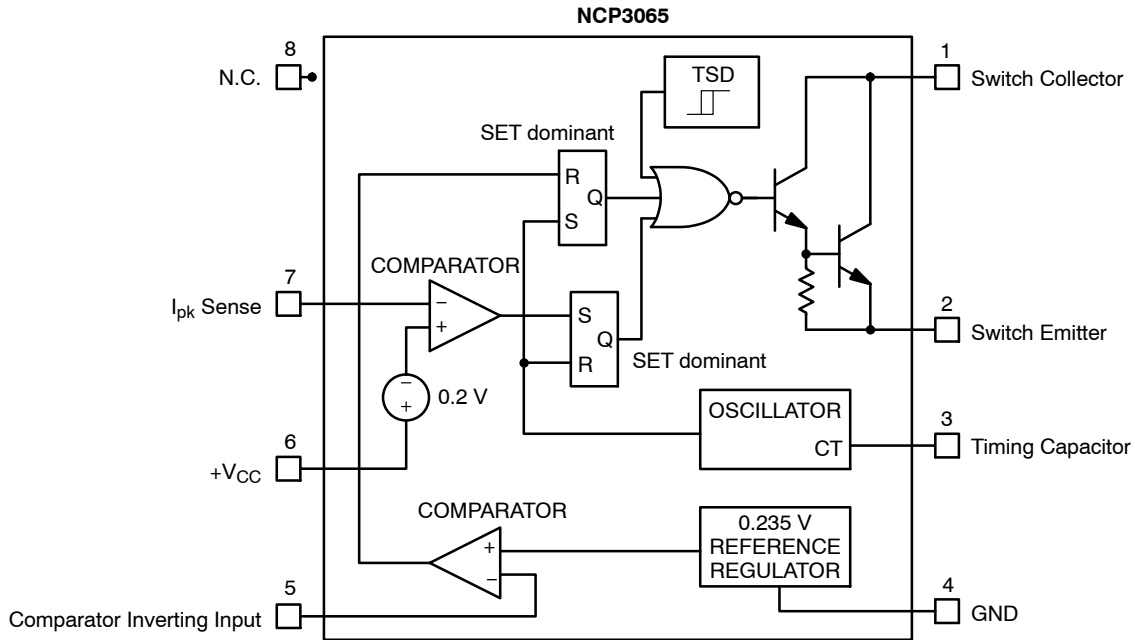 NCP3065
8
N.C.
1
Switch Collector
TSD
SET dominant
R
Q
S
COMPARATOR
7
Ipk Sense
−
+
S
Q
R
2
Switch Emitter
SET dominant
−
+
0.2 V
OSCILLATOR
CT
3
Timing Capacitor
6
+VCC
COMPARATOR
+
−
0.235 V
REFERENCE
REGULATOR
5
Comparator Inverting Input
4
GND